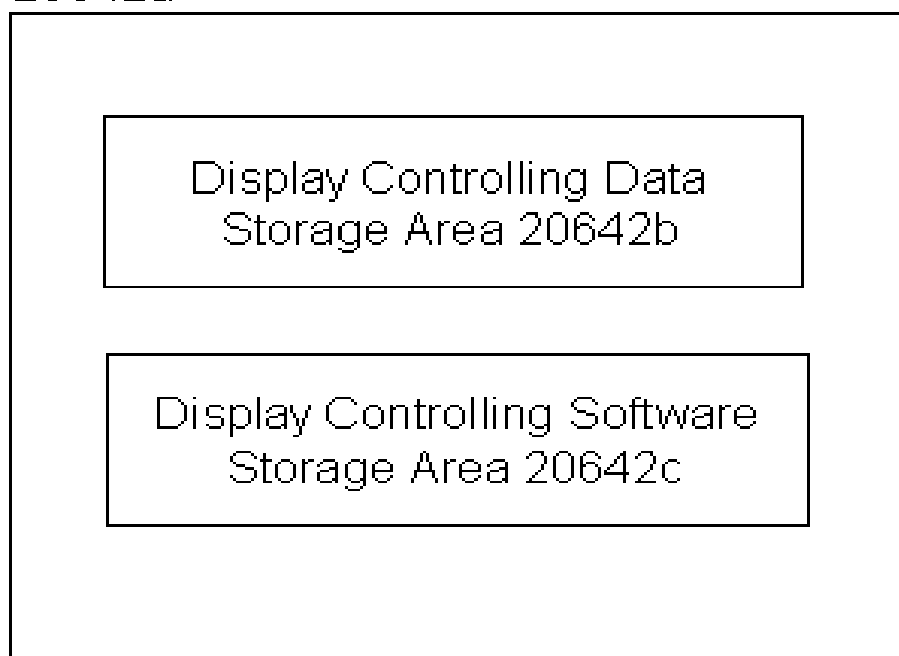 Display Controlling Data
Storage Area 20642b
Display Controlling Software
Storage Area 20642c